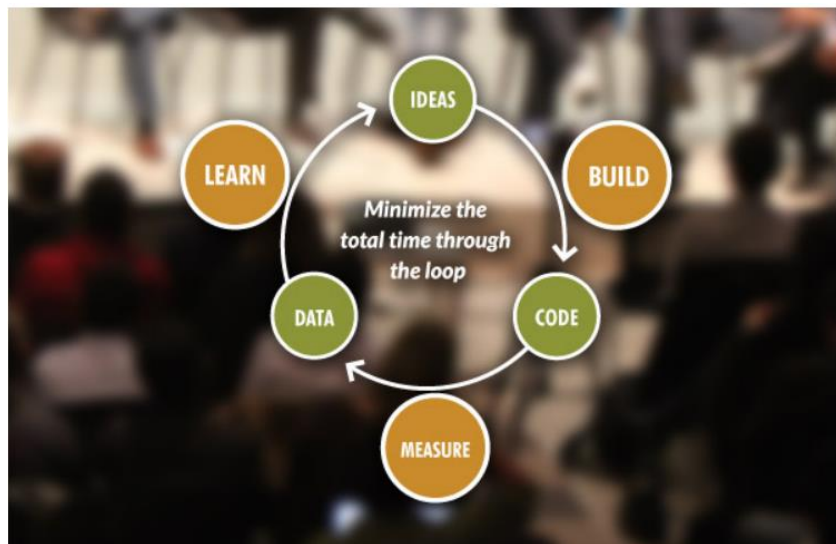 IDEAS
LEARN
BUILD
Minimize the
total time through
the loop
DATA
CODE
MEASURE